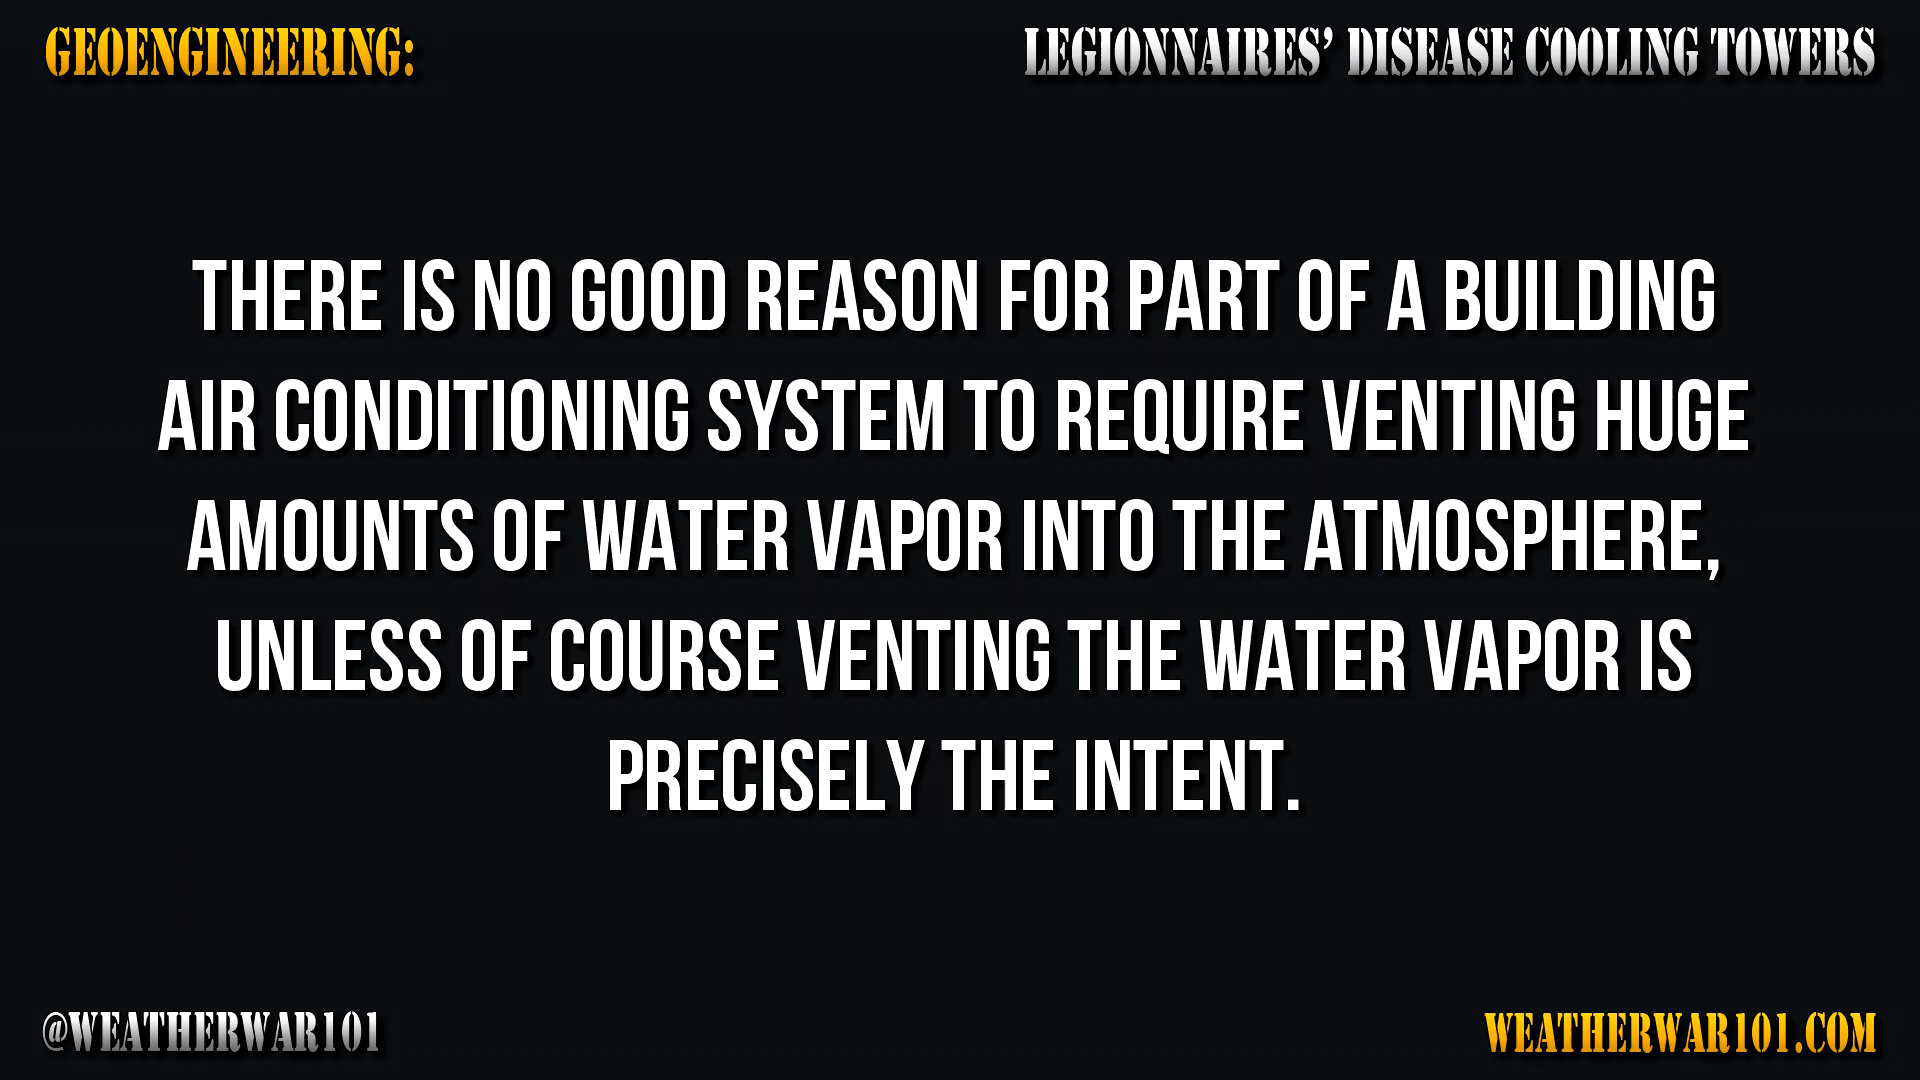 GEOENGINEERING:
LEGIONNAIRES’ DISEASE COOLING TOWERS
THERE IS NO GOOD REASON FOR PART OF A BUILDING
AIR CONDITIONING SYSTEM TO REQUIRE VENTING HUGE
AMOUNTS OF WATER VAPOR INTO THE ATMOSPHERE,
UNLESS OF COURSE VENTING THE WATER VAPOR IS
PRECISELY THE INTENT.
@WEATHERWAR101
WEATHERWAR101.COM